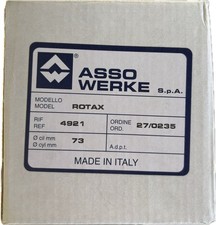 ASSO
WERKE S.p.A.
MODELLO
MODEL ROTAX
RIF
REF 4921 ORDINE
ORD. 27/0235
Ø cil mm
Ø cyl mm 73 A.d.p.t.
MADE IN ITALY